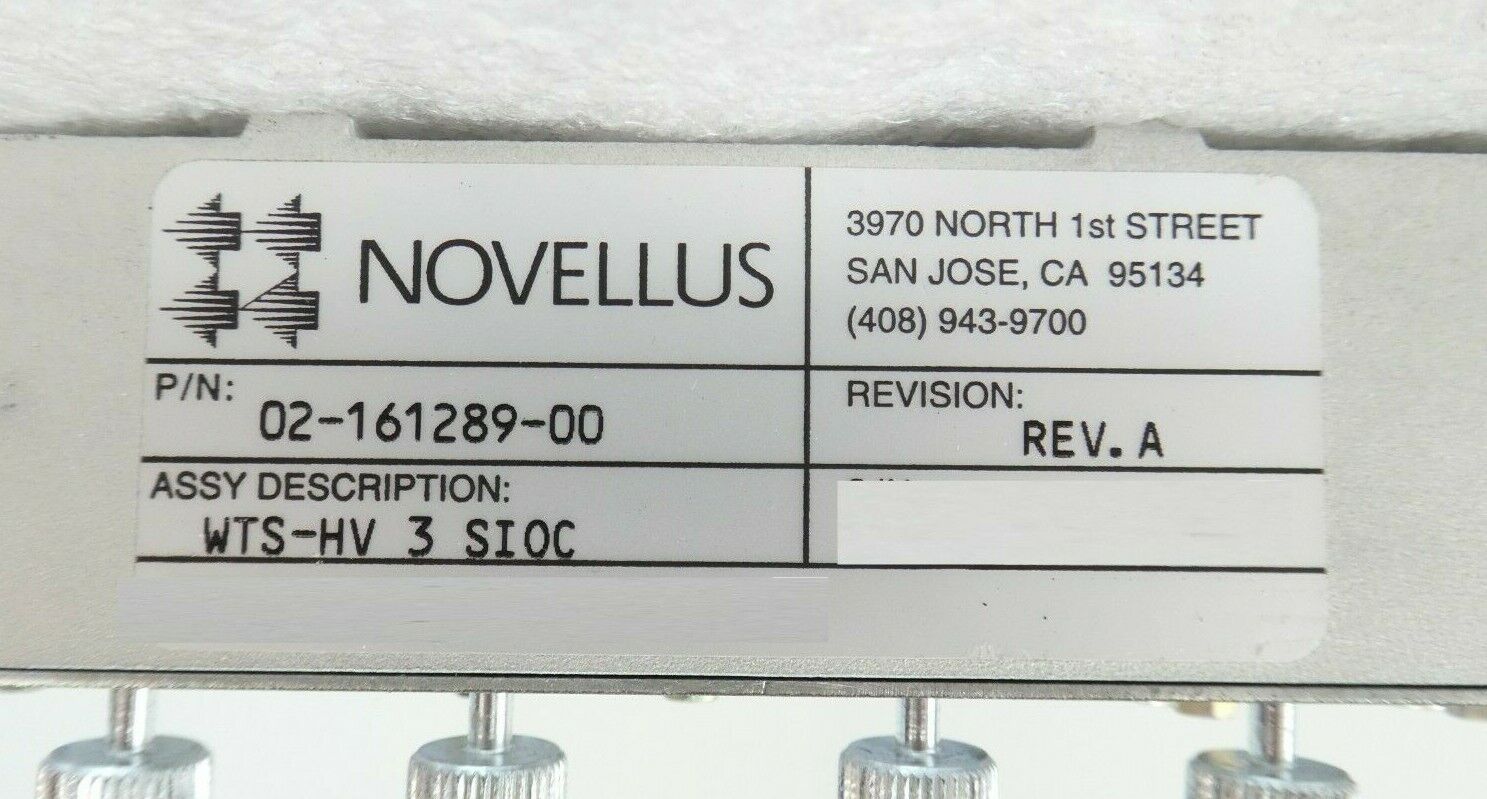 NOVELLUS
3970 NORTH 1st STREET
SAN JOSE, CA 95134
(408) 943-9700
P/N:
02-161289-00
REVISION:
REV. A
ASSY DESCRIPTION:
WTS-HV 3 SIOC